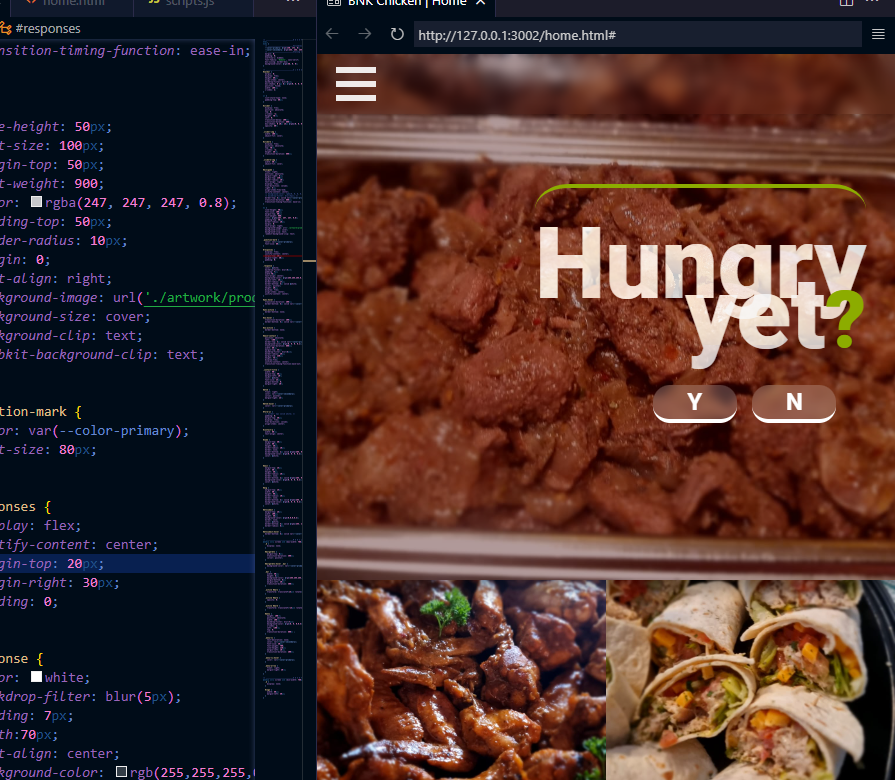 home.html
scripts.js
BNK Chicken | Home
#responses
http://127.0.0.1:3002/home.html#
nsition-timing-function: ease-in;
e-height: 50px;
t-size: 100px;
gin-top: 50px;
t-weight: 900;
or: rgba(247, 247, 247, 0.8);
ding-top: 50px;
der-radius: 10px;
gin: 0;
t-align: right;
kground-image: url('./artwork/prod
kground-size: cover;
kground-clip: text;
bkit-background-clip: text;
tion-mark {
or: var(--color-primary);
t-size: 80px;
onses {
play: flex;
tify-content: center;
gin-top: 20px;
gin-right: 30px;
ding: 0;
onse {
or: white;
kdrop-filter: blur(5px);
ding: 7px;
th:70px;
t-align: center;
kground-color: rgb(255,255,255,
Hungry
yet?
Y N